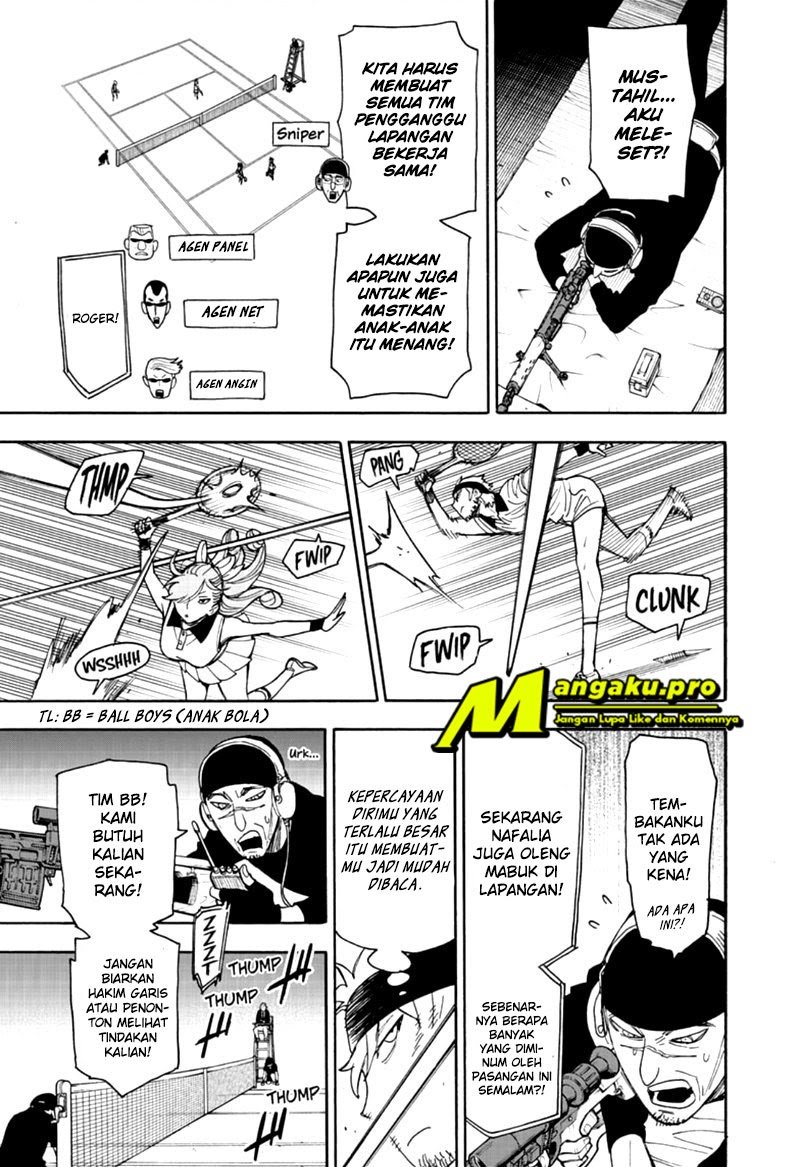 MUS-
TAHIL...
AKU
MELE-
SET?!
KITA HARUS
MEMBUAT
SEMUA TIM
PENGGANGGU
LAPANGAN
BEKERJA
SAMA!
LAKUKAN
APAPUN JUGA
UNTUK ME-
MASTIKAN
ANAK-ANAK
ITU MENANG!
Sniper
AGEN PANEL
AGEN NET
AGEN ANGIN
ROGER!
PANG
CLUNK
FWIP
THMP
FWIP
WSSHHH
TL: BB = BALL BOYS (ANAK BOLA)
Mangaku.pro
Jangan Lupa Like dan Komennya
TEM-
BAKANKU
TAK ADA
YANG
KENA!
ADA APA
INI?!
SEKARANG
NAFALIA
JUGA OLENG
MABUK DI
LAPANGAN!
SEBENAR-
NYA BERAPA
BANYAK
YANG DIMI-
NUM OLEH
PASANGAN INI
SEMALAM?!
KEPERCAYAAN
DIRIMU YANG
TERLALU BESAR
ITU MEMBUAT-
MU JADI MUDAH
DIBACA.
Urk...
TIM BB!
KAMI
BUTUH
KALIAN
SEKA-
RANG!
ZZZT
JANGAN
BIARKAN
HAKIM GARIS
ATAU PENON-
TON MELIHAT
TINDAKAN
KALIAN!
THUMP
THUMP
THUMP